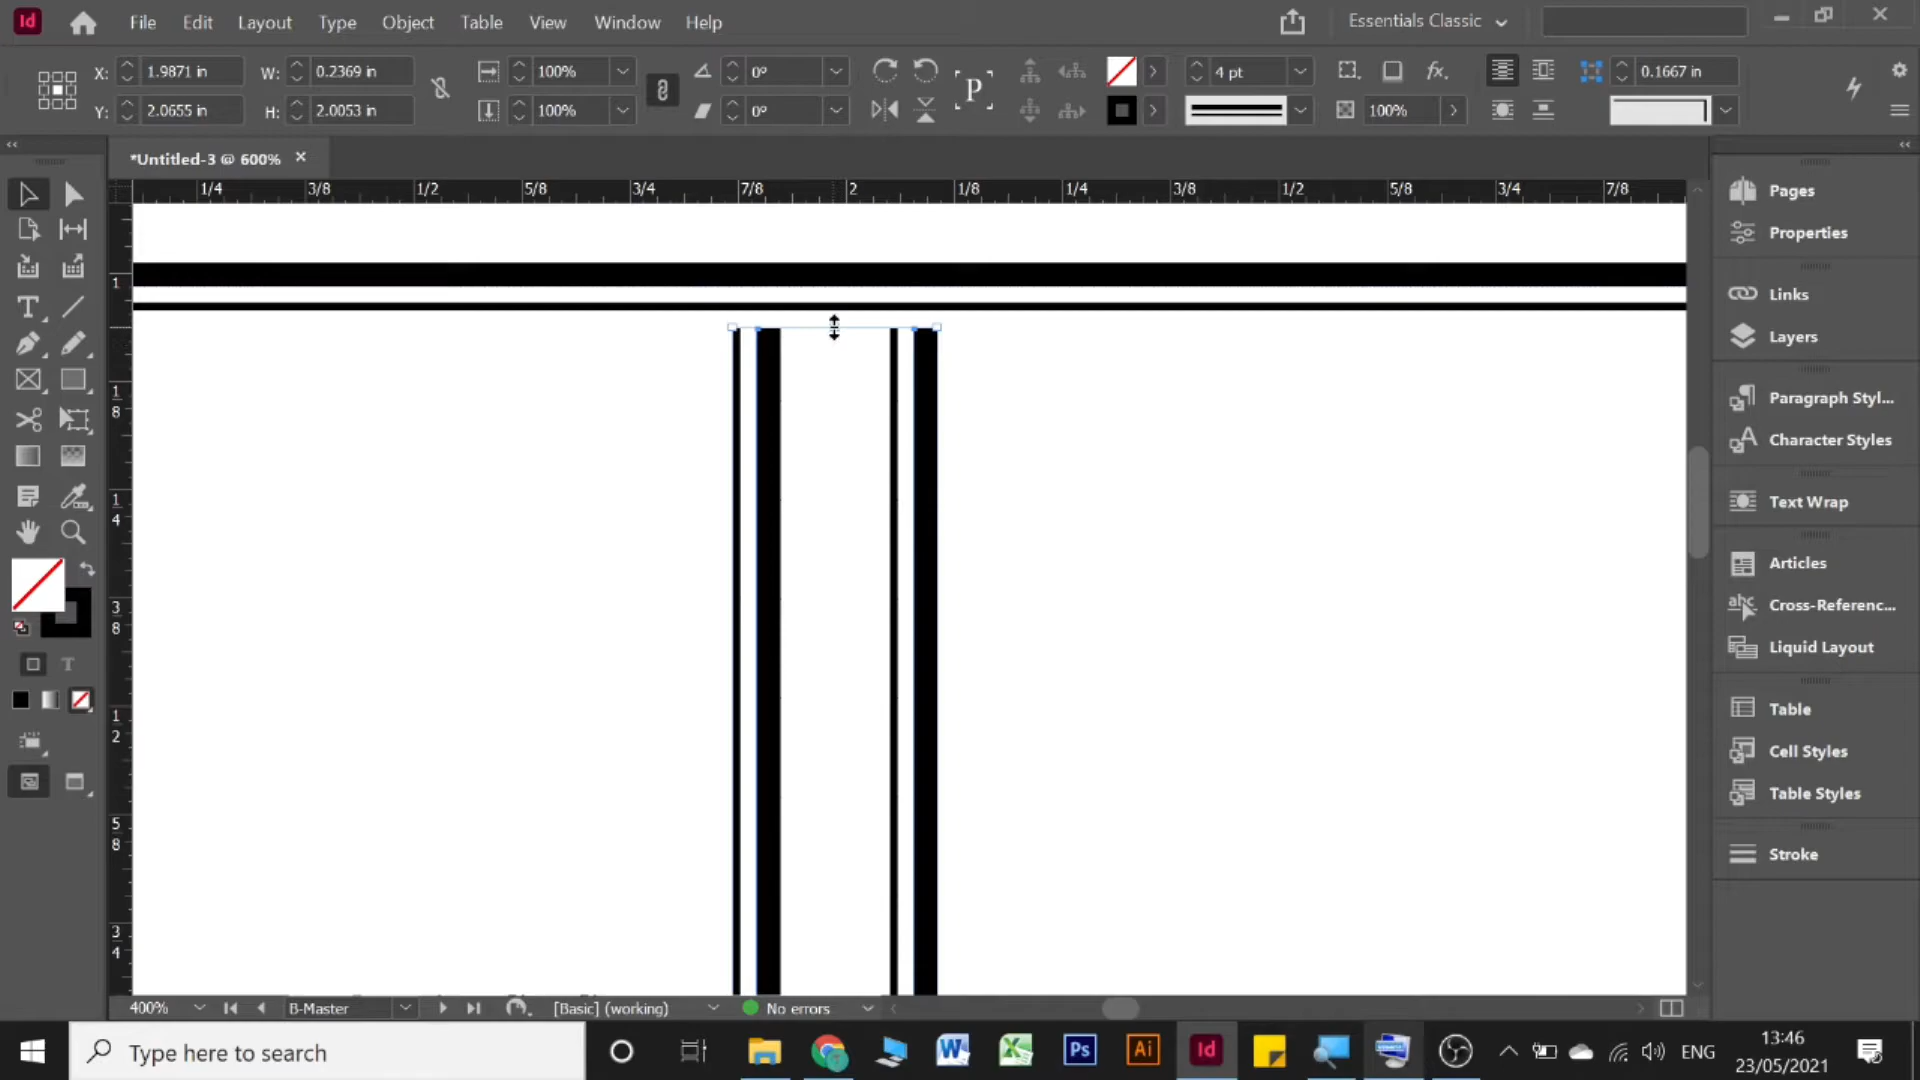 Id File Edit Layout Type Object Table View Window Help Essentials Classic
X: 1.9871 in W: 0.2369 in 100% 0° P fx. 4 pt 0.1667 in
Y: 2.0655 in H: 2.0053 in 100% 0° 100%
*Untitled-3 @ 600%
1/4 3/8 1/2 5/8 3/4 7/8 2 1/8 1/4 3/8 1/2 5/8 3/4 7/8
1
1
8
1
4
3
8
1
2
5
8
3
4
T
T
Pages
Properties
Links
Layers
Paragraph Styl...
Character Styles
Text Wrap
Articles
Cross-Referenc...
Liquid Layout
Table
Cell Styles
Table Styles
Stroke
400% B-Master [Basic] (working) No errors
Type here to search
Ps Ai Id ENG
13:46
23/05/2021